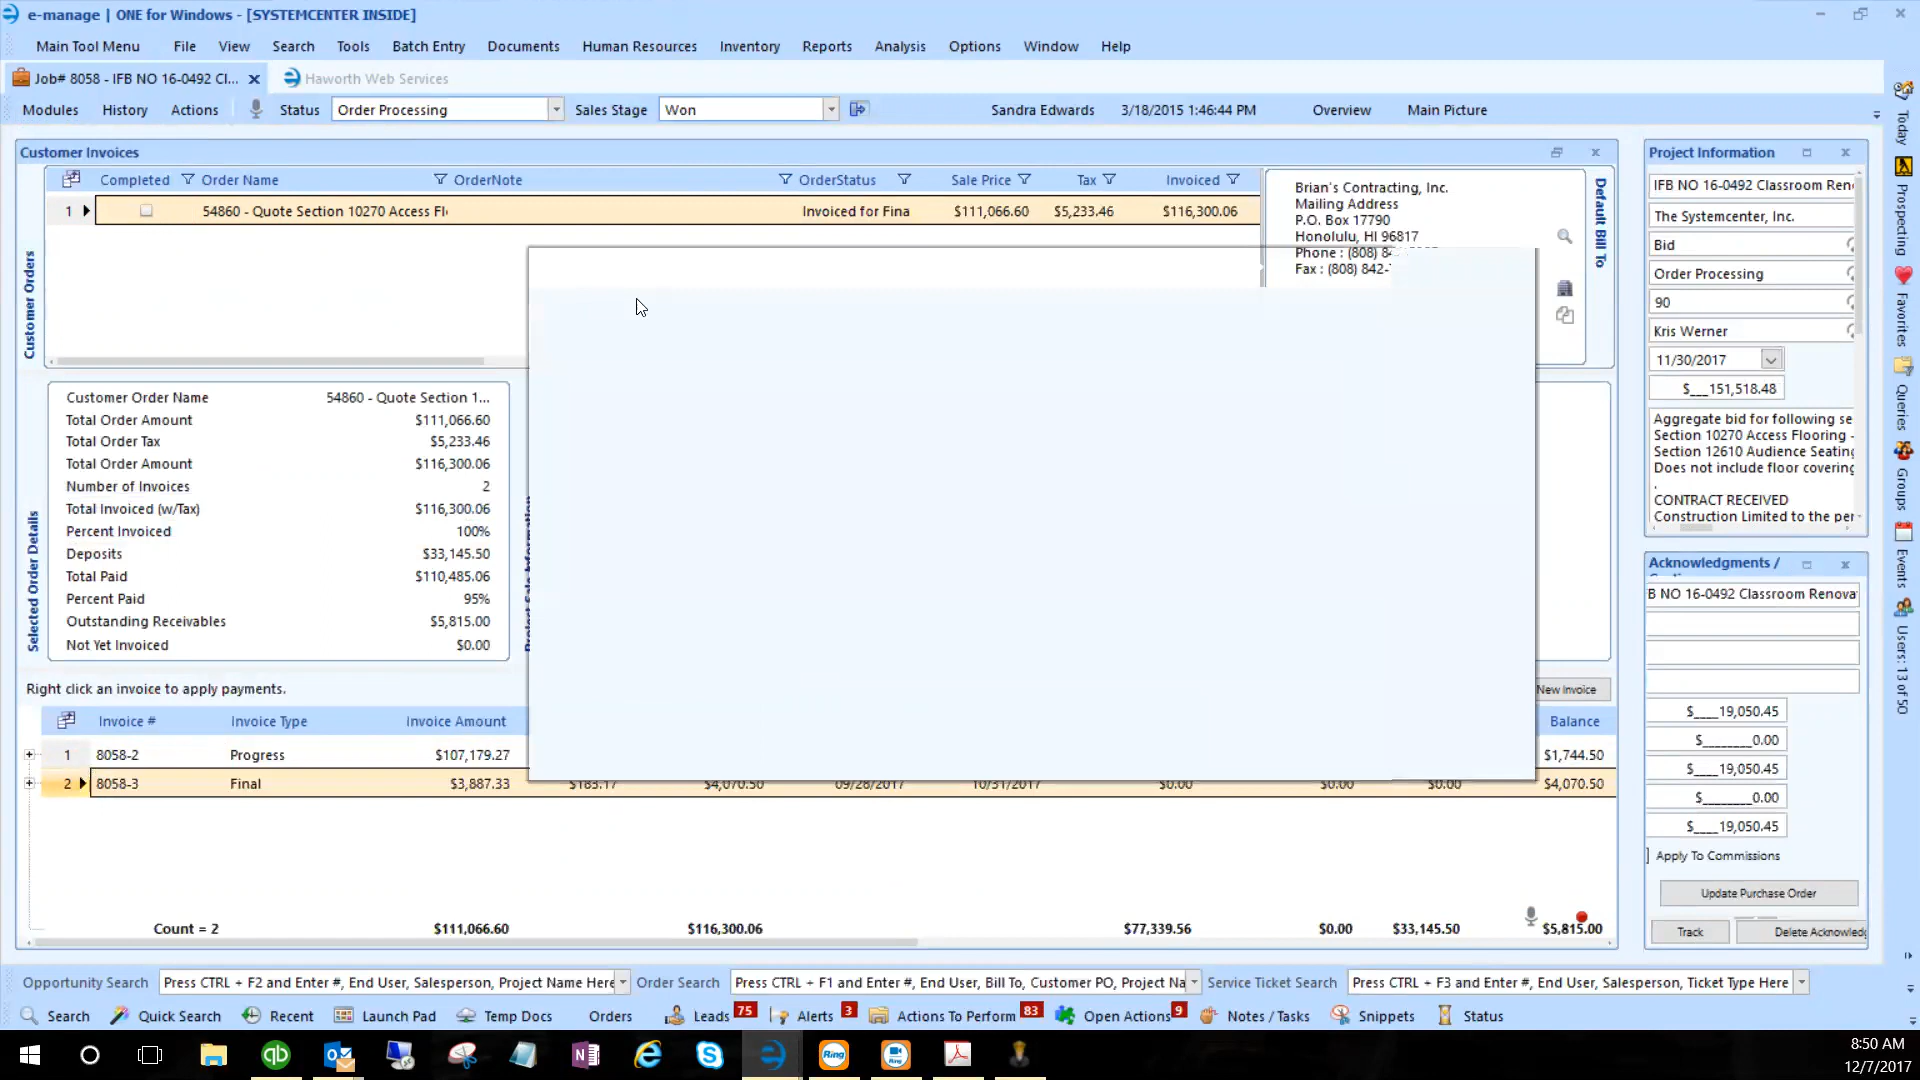 e-manage | ONE for Windows - [SYSTEMCENTER INSIDE]
Main Tool Menu File View Search Tools Batch Entry Documents Human Resources Inventory Reports Analysis Options Window Help
Job# 8058 - IFB NO 16-0492 Cl... Haworth Web Services
Modules History Actions Status Order Processing Sales Stage Won Sandra Edwards 3/18/2015 1:46:44 PM Overview Main Picture
Customer Invoices
Completed Order Name OrderNote OrderStatus Sale Price Tax Invoiced
1 54860 - Quote Section 10270 Access Fl Invoiced for Fina $111,066.60 $5,233.46 $116,300.06
Customer Orders
Brian's Contracting, Inc.
Mailing Address
P.O. Box 17790
Honolulu, HI 96817
Phone : (808) 84
Fax : (808) 842-
Default Bill To
Customer Order Name 54860 - Quote Section 1...
Total Order Amount $111,066.60
Total Order Tax $5,233.46
Total Order Amount $116,300.06
Number of Invoices 2
Total Invoiced (w/Tax) $116,300.06
Percent Invoiced 100%
Deposits $33,145.50
Total Paid $110,485.06
Percent Paid 95%
Outstanding Receivables $5,815.00
Not Yet Invoiced $0.00
Selected Order Details
Right click an invoice to apply payments.
New Invoice
Invoice # Invoice Type Invoice Amount Balance
1 8058-2 Progress $107,179.27 $1,744.50
2 8058-3 Final $3,887.33 $183.17 $4,070.50 09/28/2017 10/31/2017 $0.00 $0.00 $0.00 $4,070.50
Count = 2 $111,066.60 $116,300.06 $77,339.56 $0.00 $33,145.50 $5,815.00
Project Information
IFB NO 16-0492 Classroom Ren
The Systemcenter, Inc.
Bid
Order Processing
90
Kris Werner
11/30/2017
$___151,518.48
Aggregate bid for following se
Section 10270 Access Flooring -
Section 12610 Audience Seating
Does not include floor covering
.
CONTRACT RECEIVED
Construction Limited to the per
Acknowledgments /
B NO 16-0492 Classroom Renova
$____19,050.45
$________0.00
$____19,050.45
$________0.00
$____19,050.45
Apply To Commissions
Update Purchase Order
Track Delete Acknowledg
Today
Prospecting
Favorites
Queries
Groups
Events
Users: 13 of 50
Opportunity Search Press CTRL + F2 and Enter #, End User, Salesperson, Project Name Here Order Search Press CTRL + F1 and Enter #, End User, Bill To, Customer PO, Project Na Service Ticket Search Press CTRL + F3 and Enter #, End User, Salesperson, Ticket Type Here
Search Quick Search Recent Launch Pad Temp Docs Orders Leads 75 Alerts 3 Actions To Perform 83 Open Actions 9 Notes / Tasks Snippets Status
8:50 AM
12/7/2017